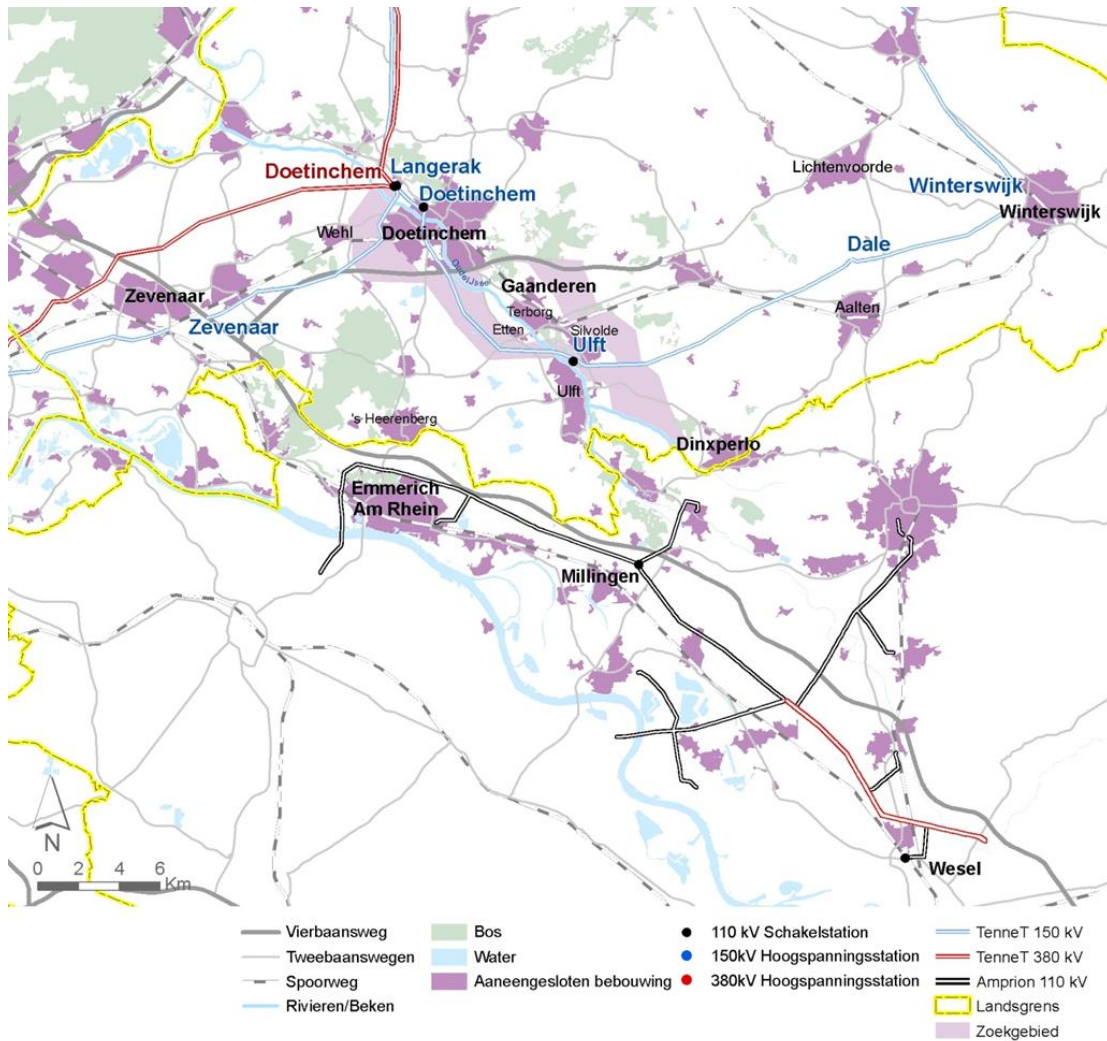 Doetinchem
Langerak
Doetinchem
Lichtenvoorde
Winterswijk
Winterswijk
Wehl
Doetinchem
Dale
Oude IJssel
Gaanderen
Zevenaar
Terborg
Aalten
Zevenaar
Etten
Silvolde
Ulft
Ulft
's Heerenberg
Dinxperlo
Emmerich
Am Rhein
Millingen
Wesel
N
0 2 4 6
Km
Vierbaansweg
Tweebaanswegen
Spoorweg
Rivieren/Beken
Bos
Water
Aaneengesloten bebouwing
110 kV Schakelstation
150kV Hoogspanningsstation
380kV Hoogspanningsstation
TenneT 150 kV
TenneT 380 kV
Amprion 110 kV
Landsgrens
Zoekgebied